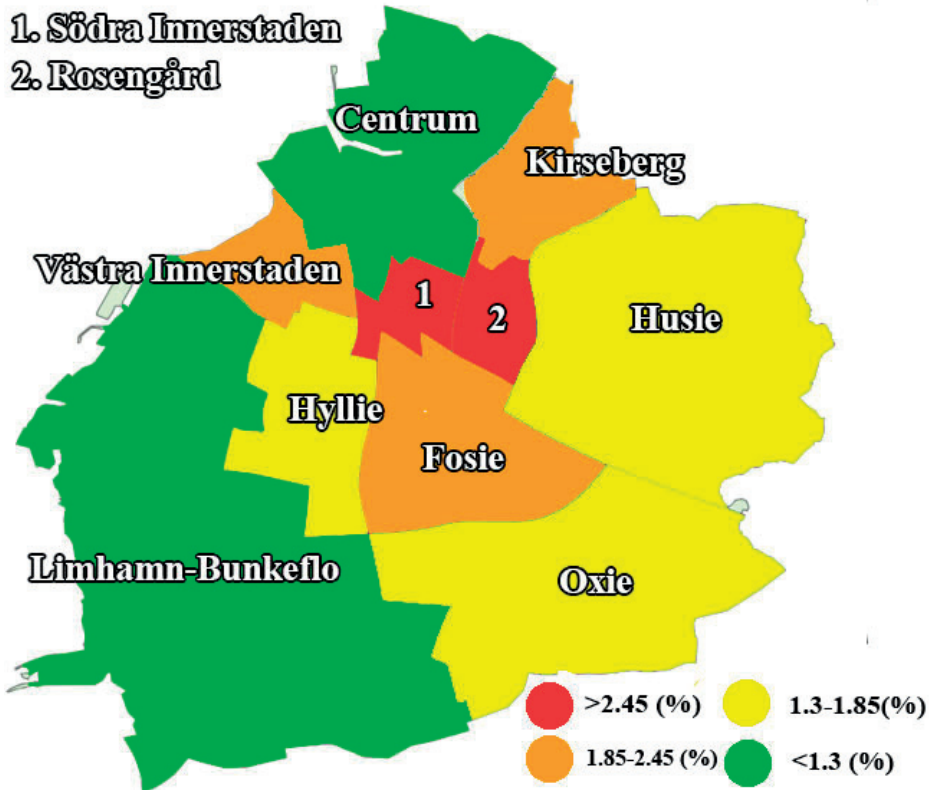 1. Södra Innerstaden
2. Rosengård
Centrum
Kirseberg
Västra Innerstaden
1
2
Husie
Hyllie
Fosie
Limhamn-Bunkeflo
Oxie
>2.45 (%)
1.3-1.85(%)
1.85-2.45 (%)
<1.3 (%)